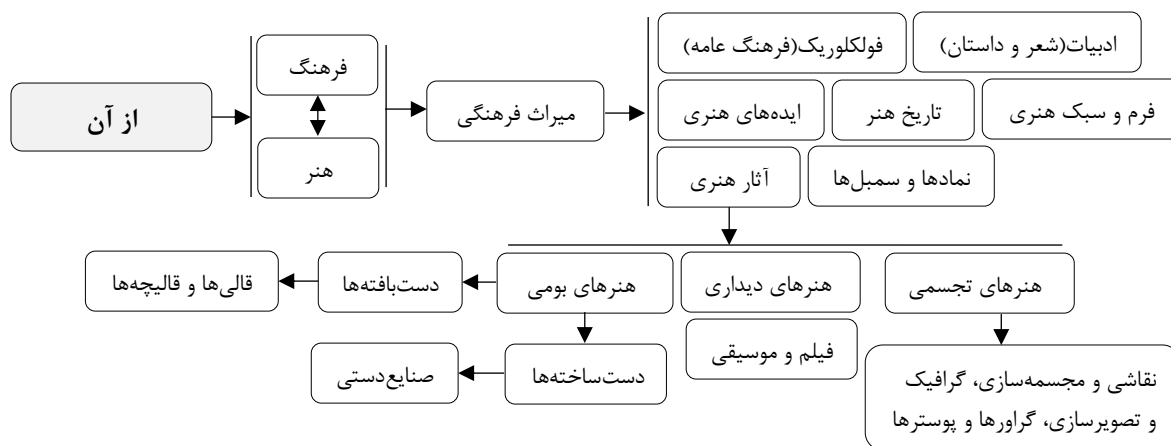 از آن
فرهنگ
هنر
میراث فرهنگی
فولکلوریک(فرهنگ عامه)
ادبیات(شعر و داستان)
ایده‌های هنری
تاریخ هنر
فرم و سبک هنری
آثار هنری
نمادها و سمبل‌ها
هنرهای تجسمی
هنرهای دیداری
هنرهای بومی
دست‌بافته‌ها
قالی‌ها و قالیچه‌ها
فیلم و موسیقی
دست‌ساخته‌ها
صنایع‌دستی
نقاشی و مجسمه‌سازی، گرافیک
و تصویرسازی، گراورها و پوسترها